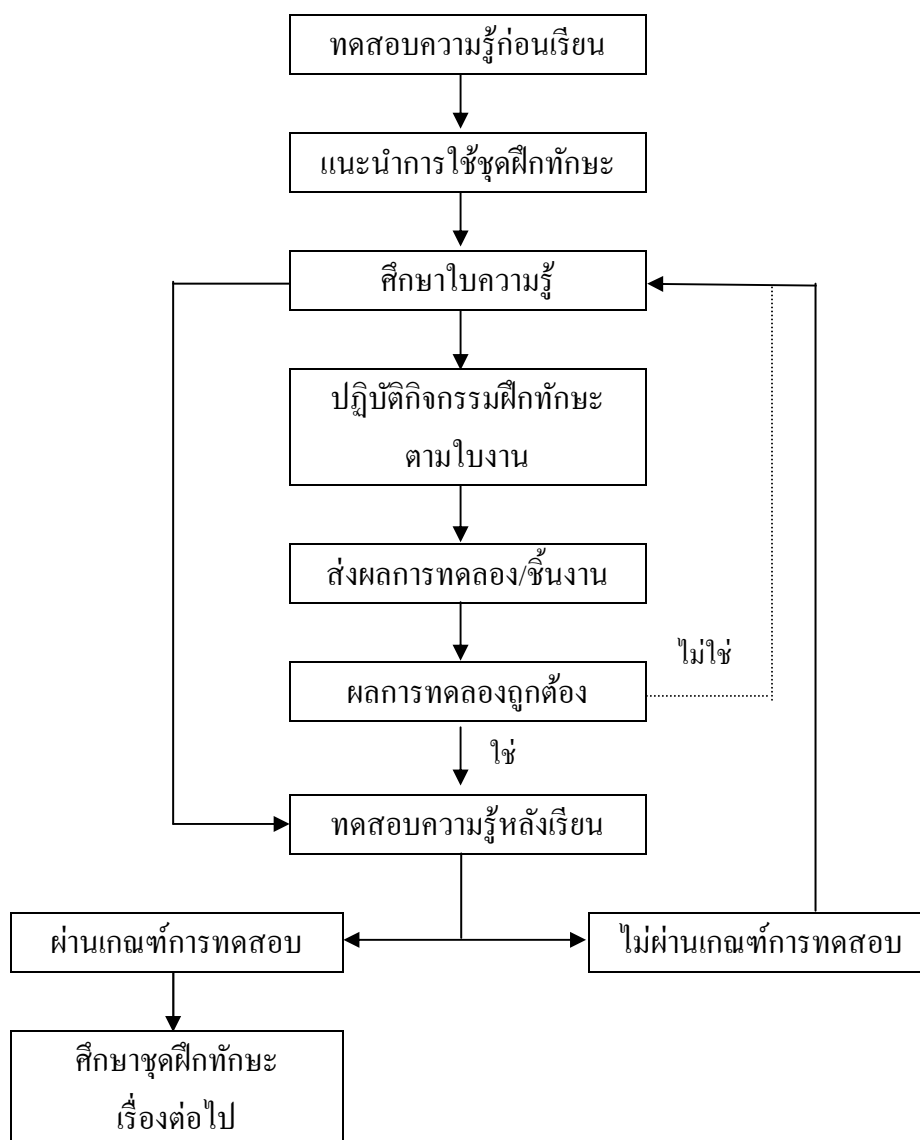 ทดสอบความรู้ก่อนเรียน
แนะนำการใช้ชุดฝึกทักษะ
ศึกษาใบความรู้
ปฏิบัติกิจกรรมฝึกทักษะ
ตามใบงาน
ส่งผลการทดลอง/ชิ้นงาน
ไม่ใช่
ผลการทดลองถูกต้อง
ใช่
ทดสอบความรู้หลังเรียน
ผ่านเกณฑ์การทดสอบ
ไม่ผ่านเกณฑ์การทดสอบ
ศึกษาชุดฝึกทักษะ
เรื่องต่อไป